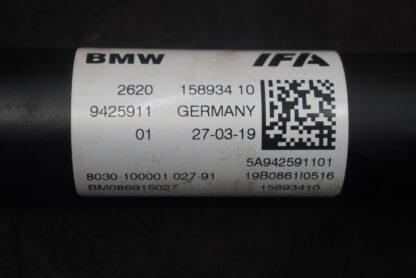 BMW IFA
2620 158934 10
9425911 GERMANY
01 27-03-19
5A942591101
8030-100001 027-91 19B0861I0516
BM086915027 15893410